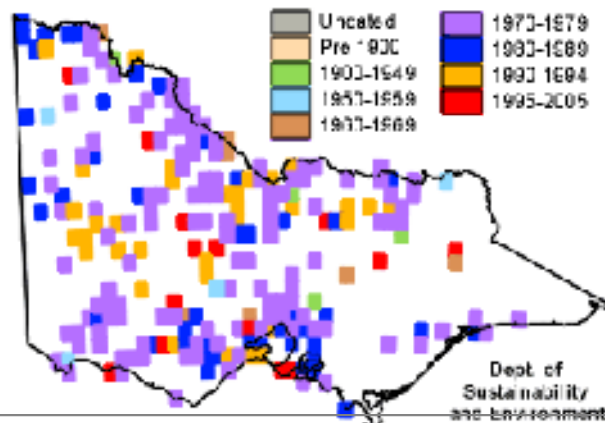 Undated
Pre 1900
1900-1949
1950-1959
1960-1969
1970-1979
1980-1989
1990-1994
1995-2005
Dept. of
Sustainability
and Environment